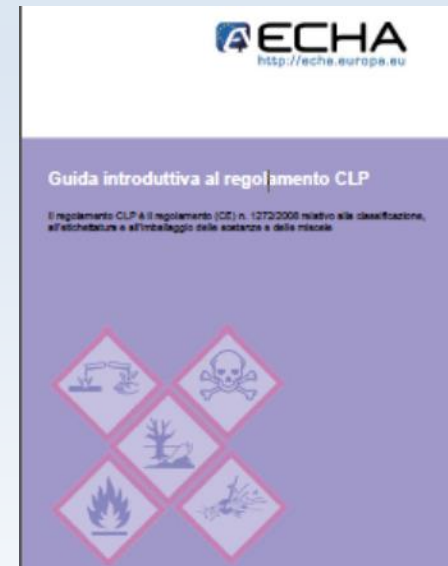 ECHA
http://echa.europa.eu
Guida introduttiva al regolamento CLP
Il regolamento CLP è il regolamento (CE) n. 1272/2008 relativo alla classificazione,
all'etichettatura e all'imballaggio delle sostanze e delle miscele